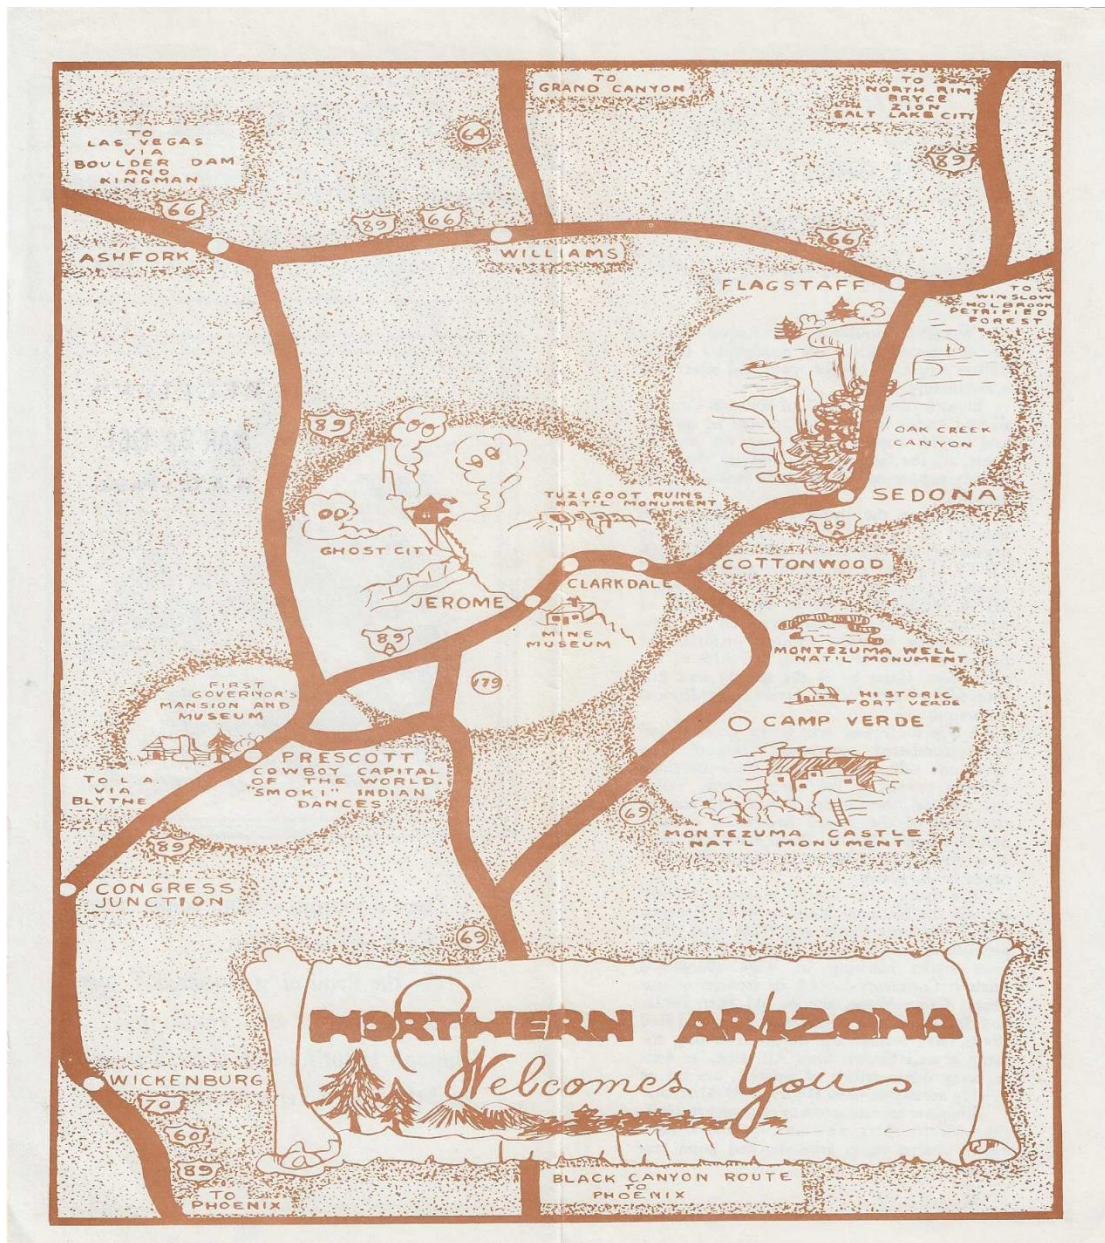 TO
GRAND CANYON
TO
NORTH RIM
BRYCE
ZION
SALT LAKE CITY
TO
LAS VEGAS
VIA
BOULDER DAM
AND
KINGMAN
64
89
66
89
66
66
ASHFORK
WILLIAMS
FLAGSTAFF
TO
WINSLOW
HOLBROOK
PETRIFIED
FOREST
89
OAK CREEK
CANYON
TUZIGOOT RUINS
NAT'L MONUMENT
SEDONA
89
A
GHOST CITY
CLARKDALE
COTTONWOOD
JEROME
MINE
MUSEUM
89
A
179
MONTEZUMA WELL
NAT'L MONUMENT
HISTORIC
FORT VERDE
CAMP VERDE
FIRST
GOVERNOR'S
MANSION AND
MUSEUM
PRESCOTT
COWBOY CAPITAL
OF THE WORLD.
"SMOKI" INDIAN
DANCES
TO L.A.
VIA
BLYTHE
89
69
MONTEZUMA CASTLE
NAT'L MONUMENT
CONGRESS
JUNCTION
69
NORTHERN ARIZONA
Welcomes You
WICKENBURG
70
60
89
TO
PHOENIX
BLACK CANYON ROUTE
TO
PHOENIX